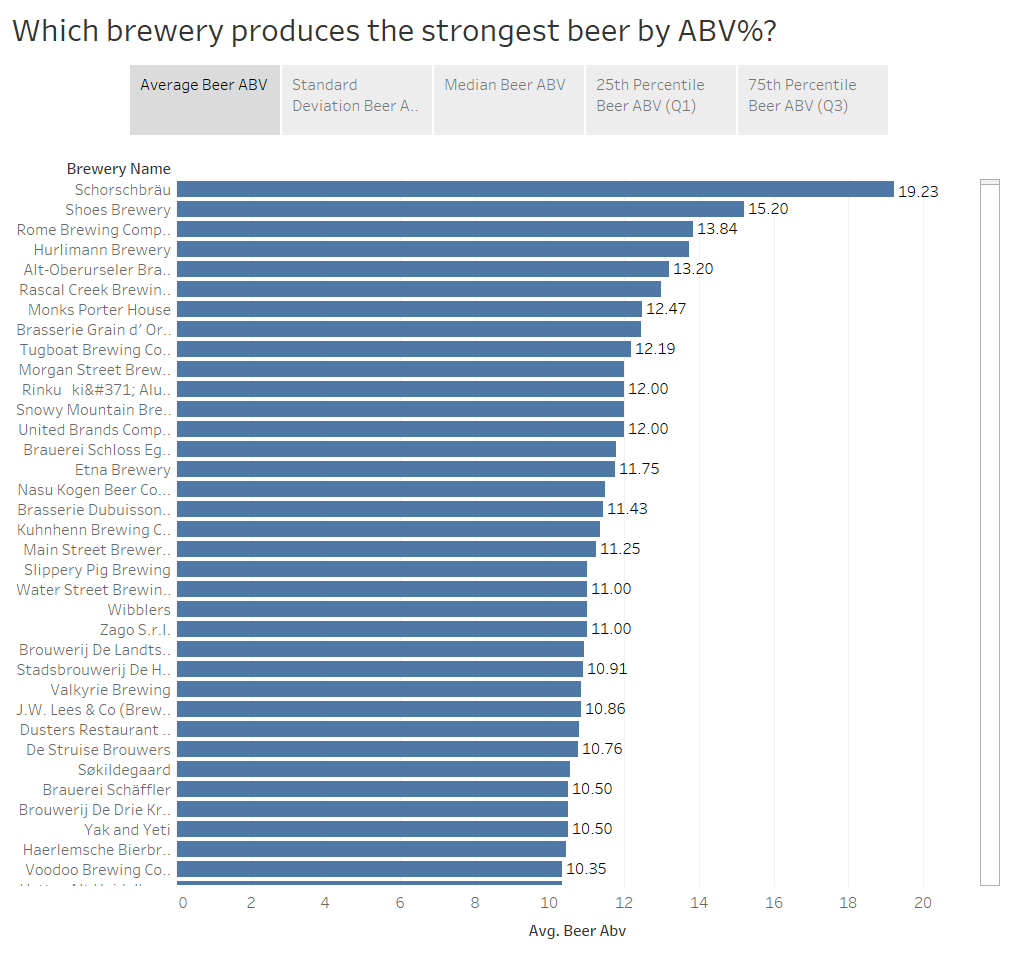 Which brewery produces the strongest beer by ABV%?
Average Beer ABV
Standard
Deviation Beer A..
Median Beer ABV
25th Percentile
Beer ABV (Q1)
75th Percentile
Beer ABV (Q3)
Brewery Name
Schorschbräu 19.23
Shoes Brewery 15.20
Rome Brewing Comp.. 13.84
Hurlimann Brewery
Alt-Oberurseler Bra.. 13.20
Rascal Creek Brewin..
Monks Porter House 12.47
Brasserie Grain d' Or..
Tugboat Brewing Co.. 12.19
Morgan Street Brew..
Rinku ki&#371; Alu.. 12.00
Snowy Mountain Bre..
United Brands Comp.. 12.00
Brauerei Schloss Eg..
Etna Brewery 11.75
Nasu Kogen Beer Co...
Brasserie Dubuisson.. 11.43
Kuhnhenn Brewing C..
Main Street Brewer.. 11.25
Slippery Pig Brewing
Water Street Brewin.. 11.00
Wibblers
Zago S.r.l. 11.00
Brouwerij De Landts..
Stadsbrouwerij De H.. 10.91
Valkyrie Brewing
J.W. Lees & Co (Brew.. 10.86
Dusters Restaurant ..
De Struise Brouwers 10.76
Søkildegaard
Brauerei Schäffler 10.50
Brouwerij De Drie Kr..
Yak and Yeti 10.50
Haerlemsche Bierbr..
Voodoo Brewing Co.. 10.35
0 2 4 6 8 10 12 14 16 18 20
Avg. Beer Abv